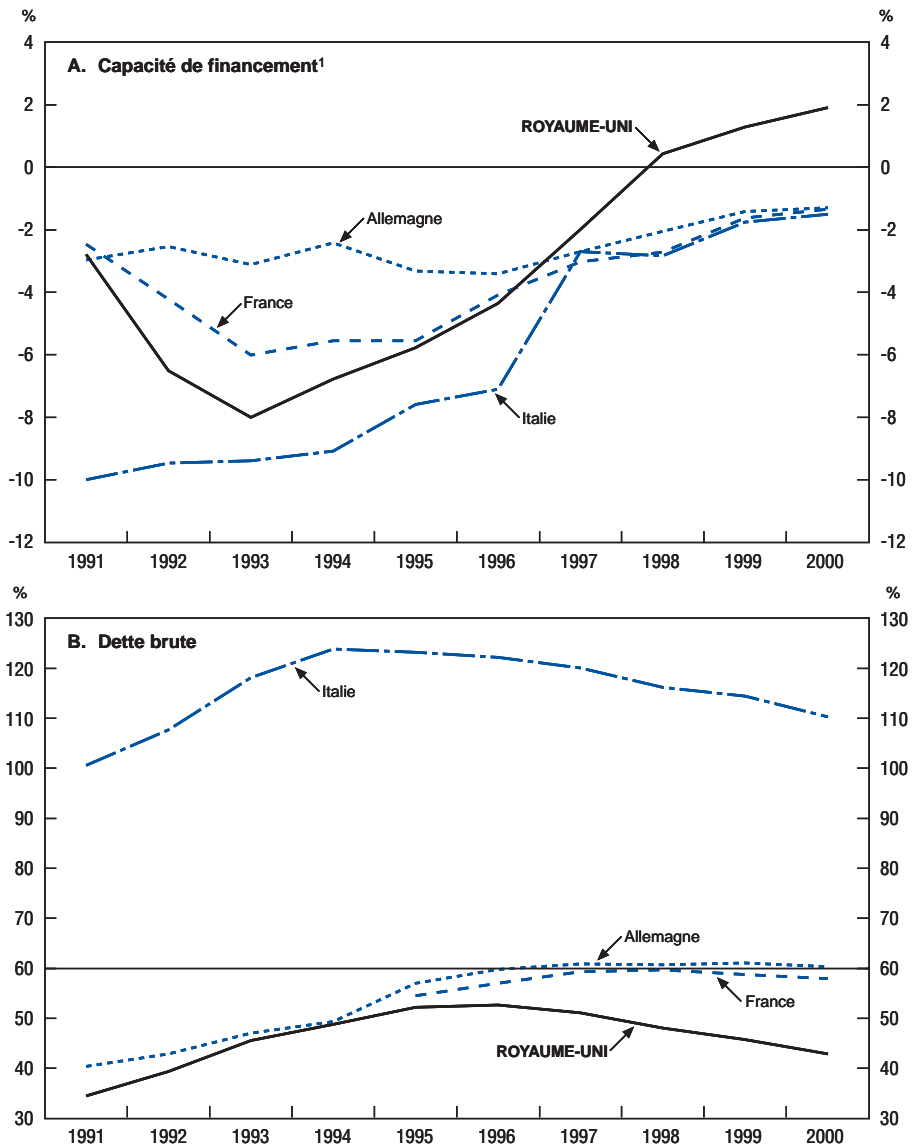 % %
A. Capacité de financement1
4 4
ROYAUME-UNI
2 2
0 0
Allemagne
-2 -2
France
-4 -4
-6 -6
Italie
-8 -8
-10 -10
-12 -12
1991 1992 1993 1994 1995 1996 1997 1998 1999 2000
% %
130 130
B. Dette brute
120 120
Italie
110 110
100 100
90 90
80 80
70 70
Allemagne
60 60
France
50 50
ROYAUME-UNI
40 40
30 30
1991 1992 1993 1994 1995 1996 1997 1998 1999 2000